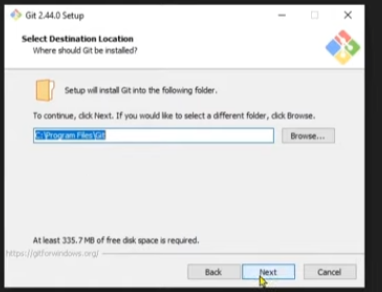 Git 2.44.0 Setup
Select Destination Location
Where should Git be installed?
Setup will install Git into the following folder.
To continue, click Next. If you would like to select a different folder, click Browse.
C:\Program Files\Git
Browse...
At least 335.7 MB of free disk space is required.
https://gitforwindows.org/
Back
Next
Cancel